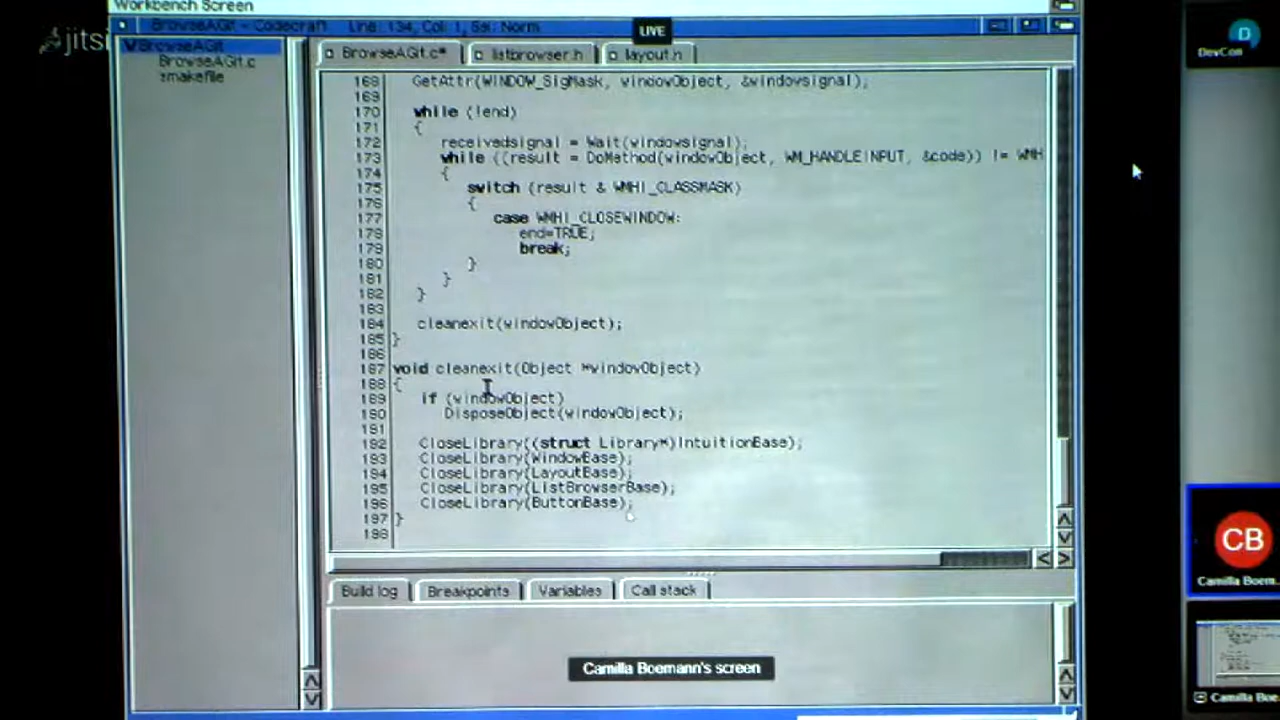 Workbench Screen
BrowseAGit - Codecraft Line: 134, Col: 1, Norm
LIVE
jitsi
BrowseAGit
BrowseAGit.c
smakefile
BrowseAGit.c* listbrowser.h layout.h
168 GetAttr(WINDOW_SigMask, windowObject, &windowsignal);
169
170 while (!end)
171 {
172 receivedsignal = Wait(windowsignal);
173 while ((result = DoMethod(windowObject, WM_HANDLEINPUT, &code)) != WMH
174 {
175 switch (result & WMHI_CLASSMASK)
176 {
177 case WMHI_CLOSEWINDOW:
178 end=TRUE;
179 break;
180 }
181 }
182 }
183
184 cleanexit(windowObject);
185 }
186
187 void cleanexit(Object *windowObject)
188 {
189 if (windowObject)
190 DisposeObject(windowObject);
191
192 CloseLibrary((struct Library*)IntuitionBase);
193 CloseLibrary(WindowBase);
194 CloseLibrary(LayoutBase);
195 CloseLibrary(ListBrowserBase);
196 CloseLibrary(ButtonBase);
197 }
198
Build log Breakpoints Variables Call stack
Camilla Boemann's screen
D
DevCon
CB
Camilla Boem...
Camilla Boe